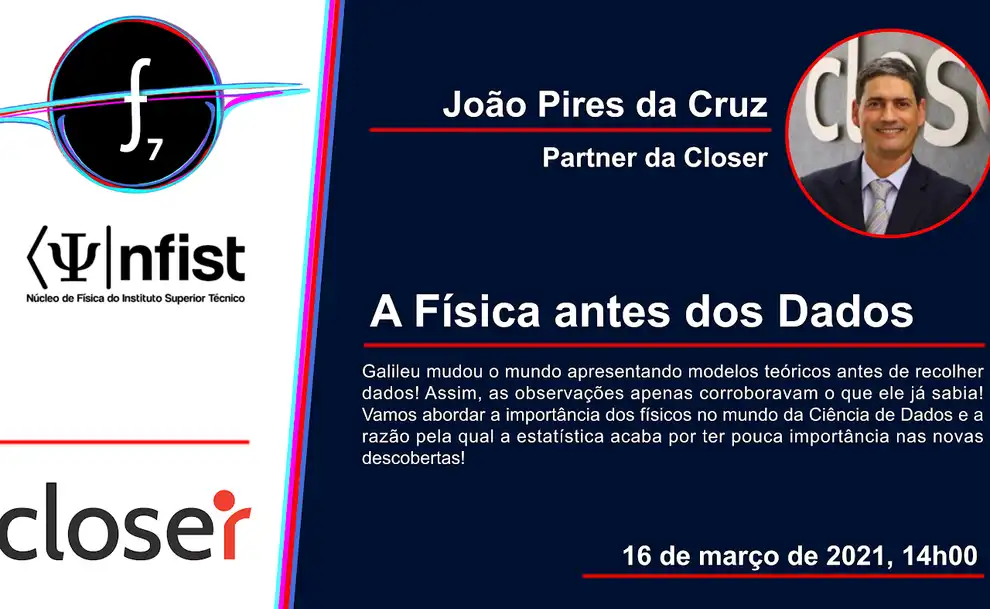 ʄ7
⟨Ψ|nfist
Núcleo de Física do Instituto Superior Técnico
closer
João Pires da Cruz
Partner da Closer
close
A Física antes dos Dados
Galileu mudou o mundo apresentando modelos teóricos antes de recolher
dados! Assim, as observações apenas corroboravam o que ele já sabia!
Vamos abordar a importância dos físicos no mundo da Ciência de Dados e a
razão pela qual a estatística acaba por ter pouca importância nas novas
descobertas!
16 de março de 2021, 14h00